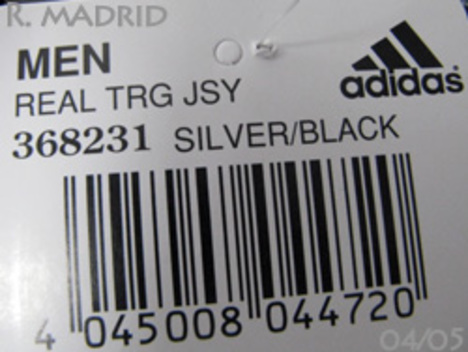 R. MADRID
MEN
adidas
REAL TRG JSY
368231 SILVER/BLACK
4 045008 044720
04/05